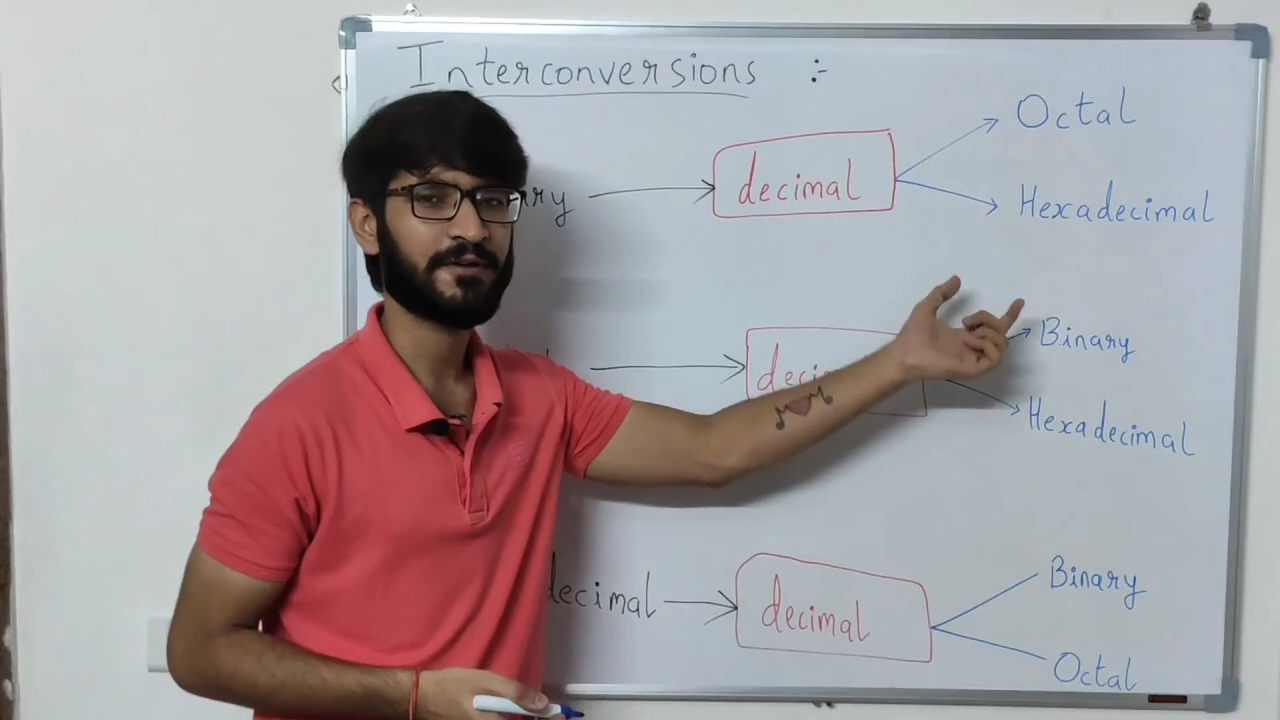 Interconversions :-
decimal Octal
Hexadecimal
Binary
Hexadecimal
decimal decimal Binary
Octal